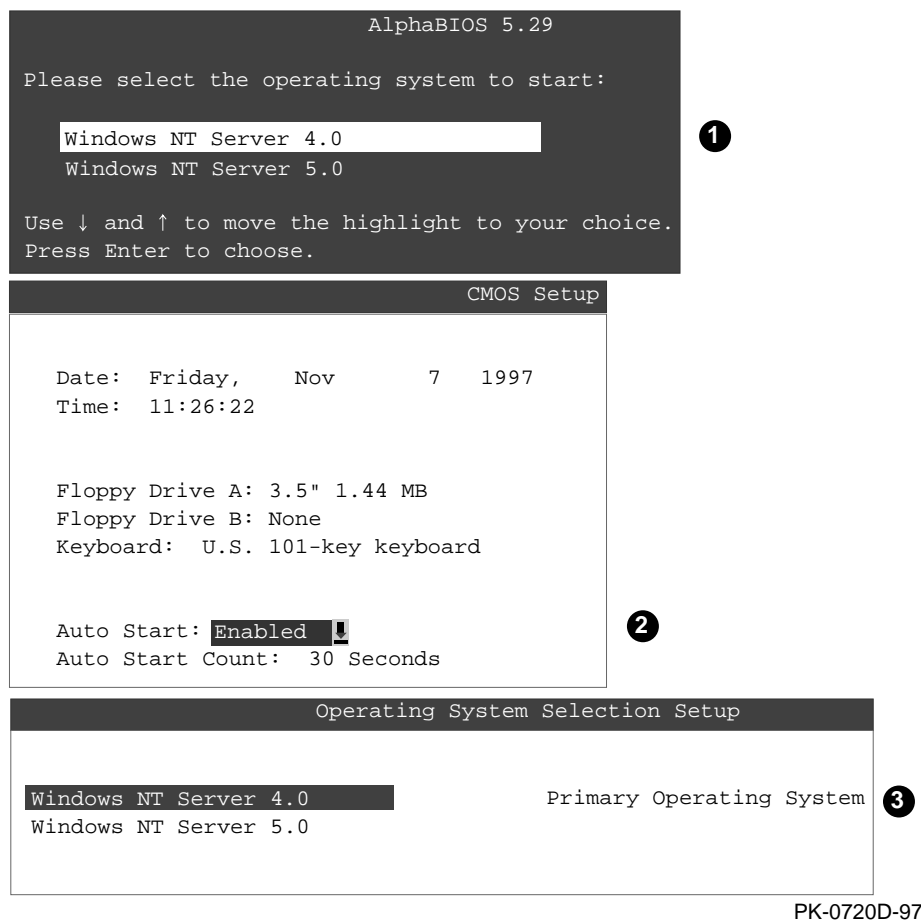 AlphaBIOS 5.29
Please select the operating system to start:
Windows NT Server 4.0
1
Windows NT Server 5.0
Use ↓ and ↑ to move the highlight to your choice.
Press Enter to choose.
CMOS Setup
Date: Friday, Nov 7 1997
Time: 11:26:22
Floppy Drive A: 3.5" 1.44 MB
Floppy Drive B: None
Keyboard: U.S. 101-key keyboard
Auto Start: Enabled
2
Auto Start Count: 30 Seconds
Operating System Selection Setup
Windows NT Server 4.0 Primary Operating System
3
Windows NT Server 5.0
PK-0720D-97